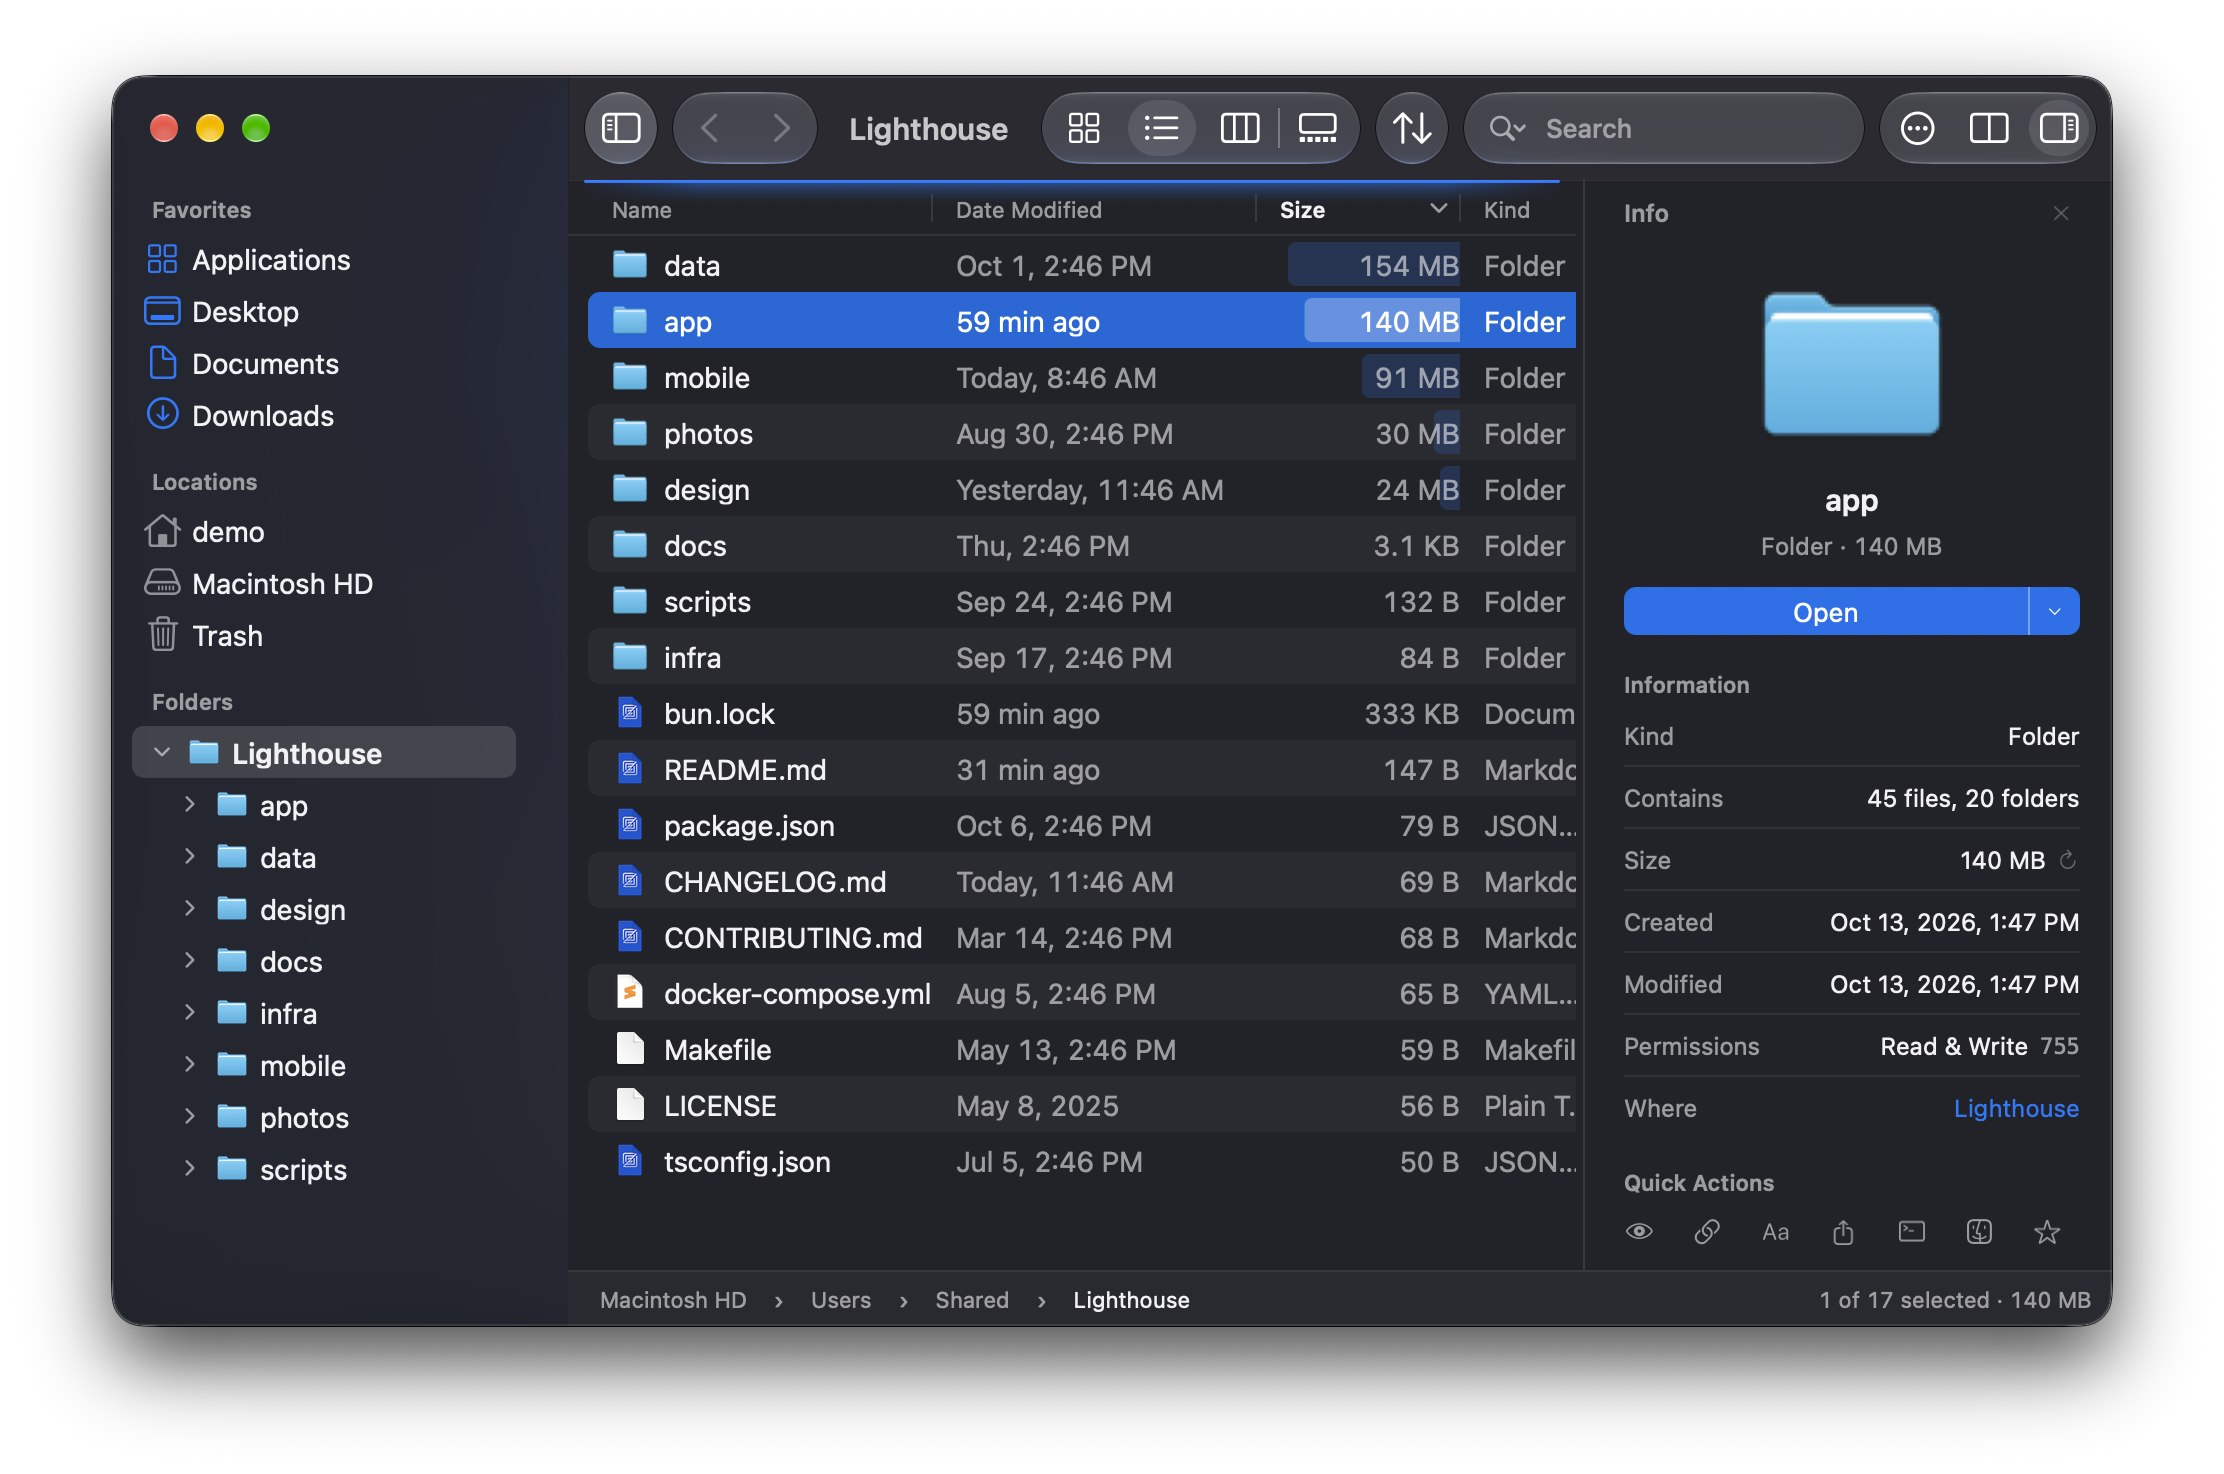 Favorites
Applications
Desktop
Documents
Downloads
Locations
demo
Macintosh HD
Trash
Folders
Lighthouse
app
data
design
docs
infra
mobile
photos
scripts
Lighthouse
Search
Name Date Modified Size Kind
data Oct 1, 2:46 PM 154 MB Folder
app 59 min ago 140 MB Folder
mobile Today, 8:46 AM 91 MB Folder
photos Aug 30, 2:46 PM 30 MB Folder
design Yesterday, 11:46 AM 24 MB Folder
docs Thu, 2:46 PM 3.1 KB Folder
scripts Sep 24, 2:46 PM 132 B Folder
infra Sep 17, 2:46 PM 84 B Folder
bun.lock 59 min ago 333 KB Docum
README.md 31 min ago 147 B Markdo
package.json Oct 6, 2:46 PM 79 B JSON...
CHANGELOG.md Today, 11:46 AM 69 B Markdo
CONTRIBUTING.md Mar 14, 2:46 PM 68 B Markdo
docker-compose.yml Aug 5, 2:46 PM 65 B YAML...
Makefile May 13, 2:46 PM 59 B Makefil
LICENSE May 8, 2025 56 B Plain T.
tsconfig.json Jul 5, 2:46 PM 50 B JSON...
Info
app
Folder · 140 MB
Open
Information
Kind Folder
Contains 45 files, 20 folders
Size 140 MB
Created Oct 13, 2026, 1:47 PM
Modified Oct 13, 2026, 1:47 PM
Permissions Read & Write 755
Where Lighthouse
Quick Actions
Aa
Macintosh HD › Users › Shared › Lighthouse
1 of 17 selected · 140 MB